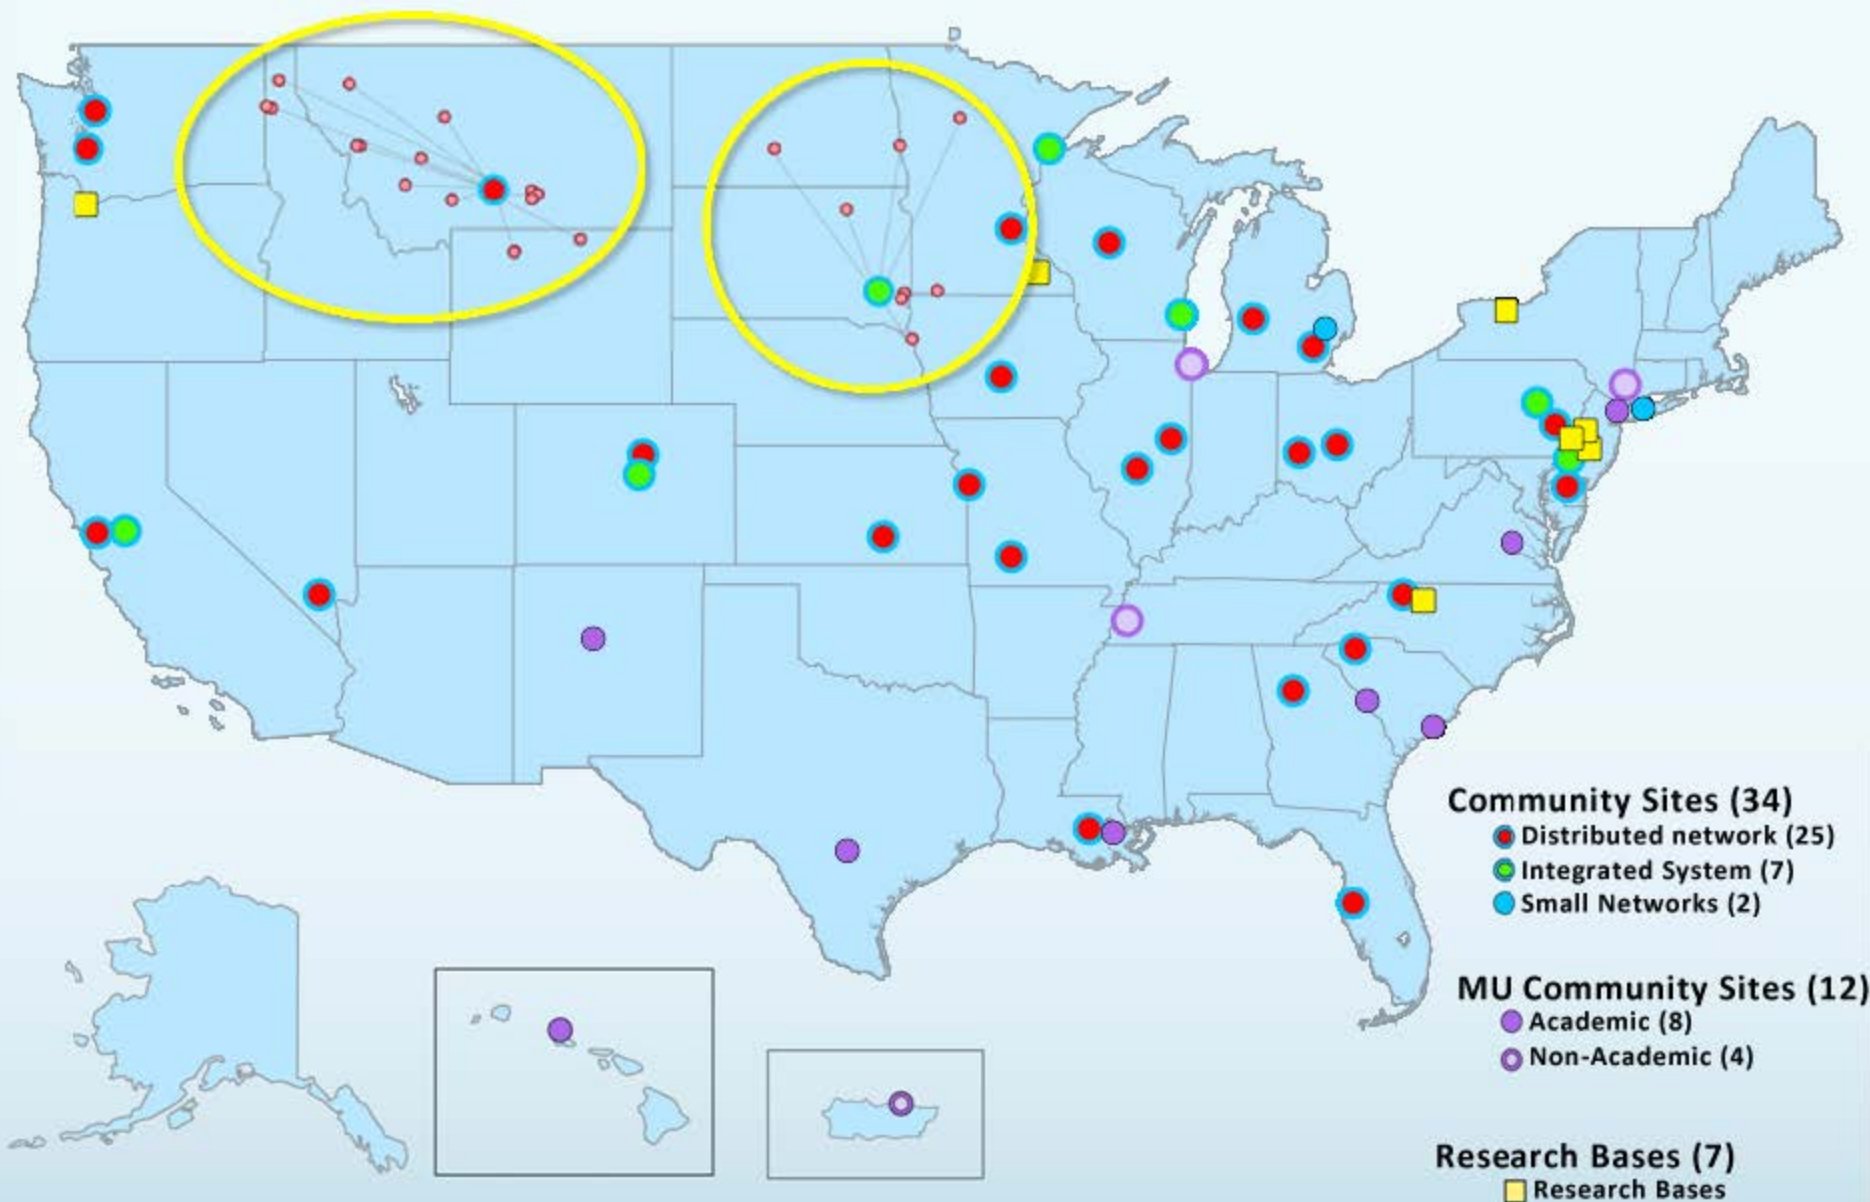 Community Sites (34)
Distributed network (25)
Integrated System (7)
Small Networks (2)
MU Community Sites (12)
Academic (8)
Non-Academic (4)
Research Bases (7)
Research Bases